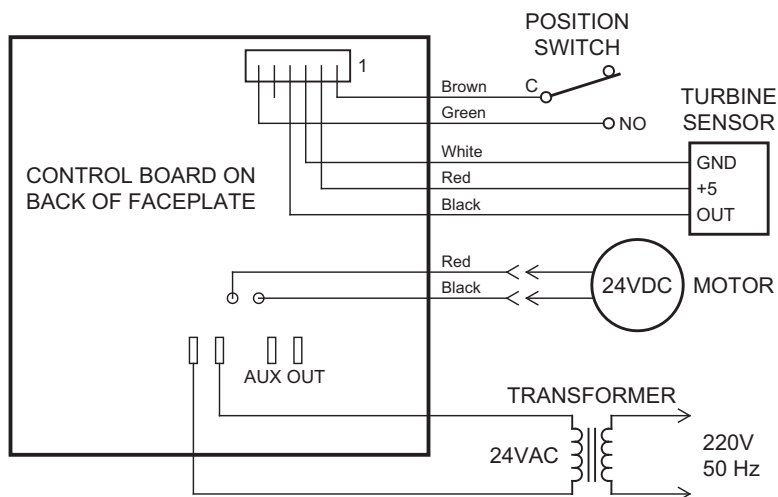 POSITION
SWITCH
1
Brown
C
Green
NO
TURBINE
SENSOR
White
GND
Red
+5
Black
OUT
CONTROL BOARD ON
BACK OF FACEPLATE
Red
Black
24VDC
MOTOR
AUX OUT
TRANSFORMER
24VAC
220V
50 Hz